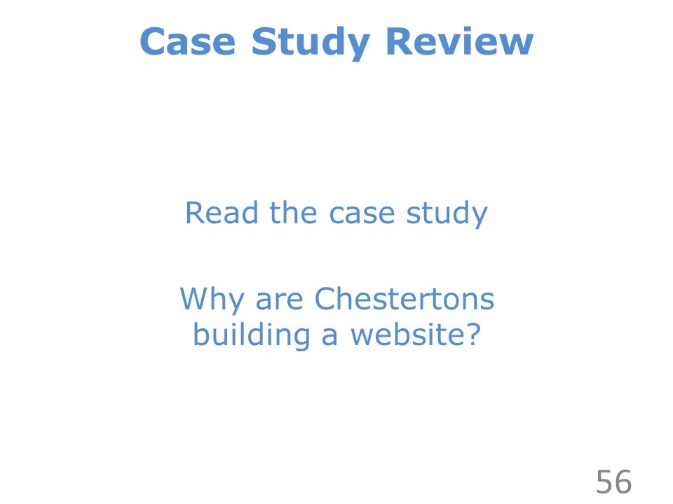 Case Study Review
Read the case study
Why are Chestertons
building a website?
56